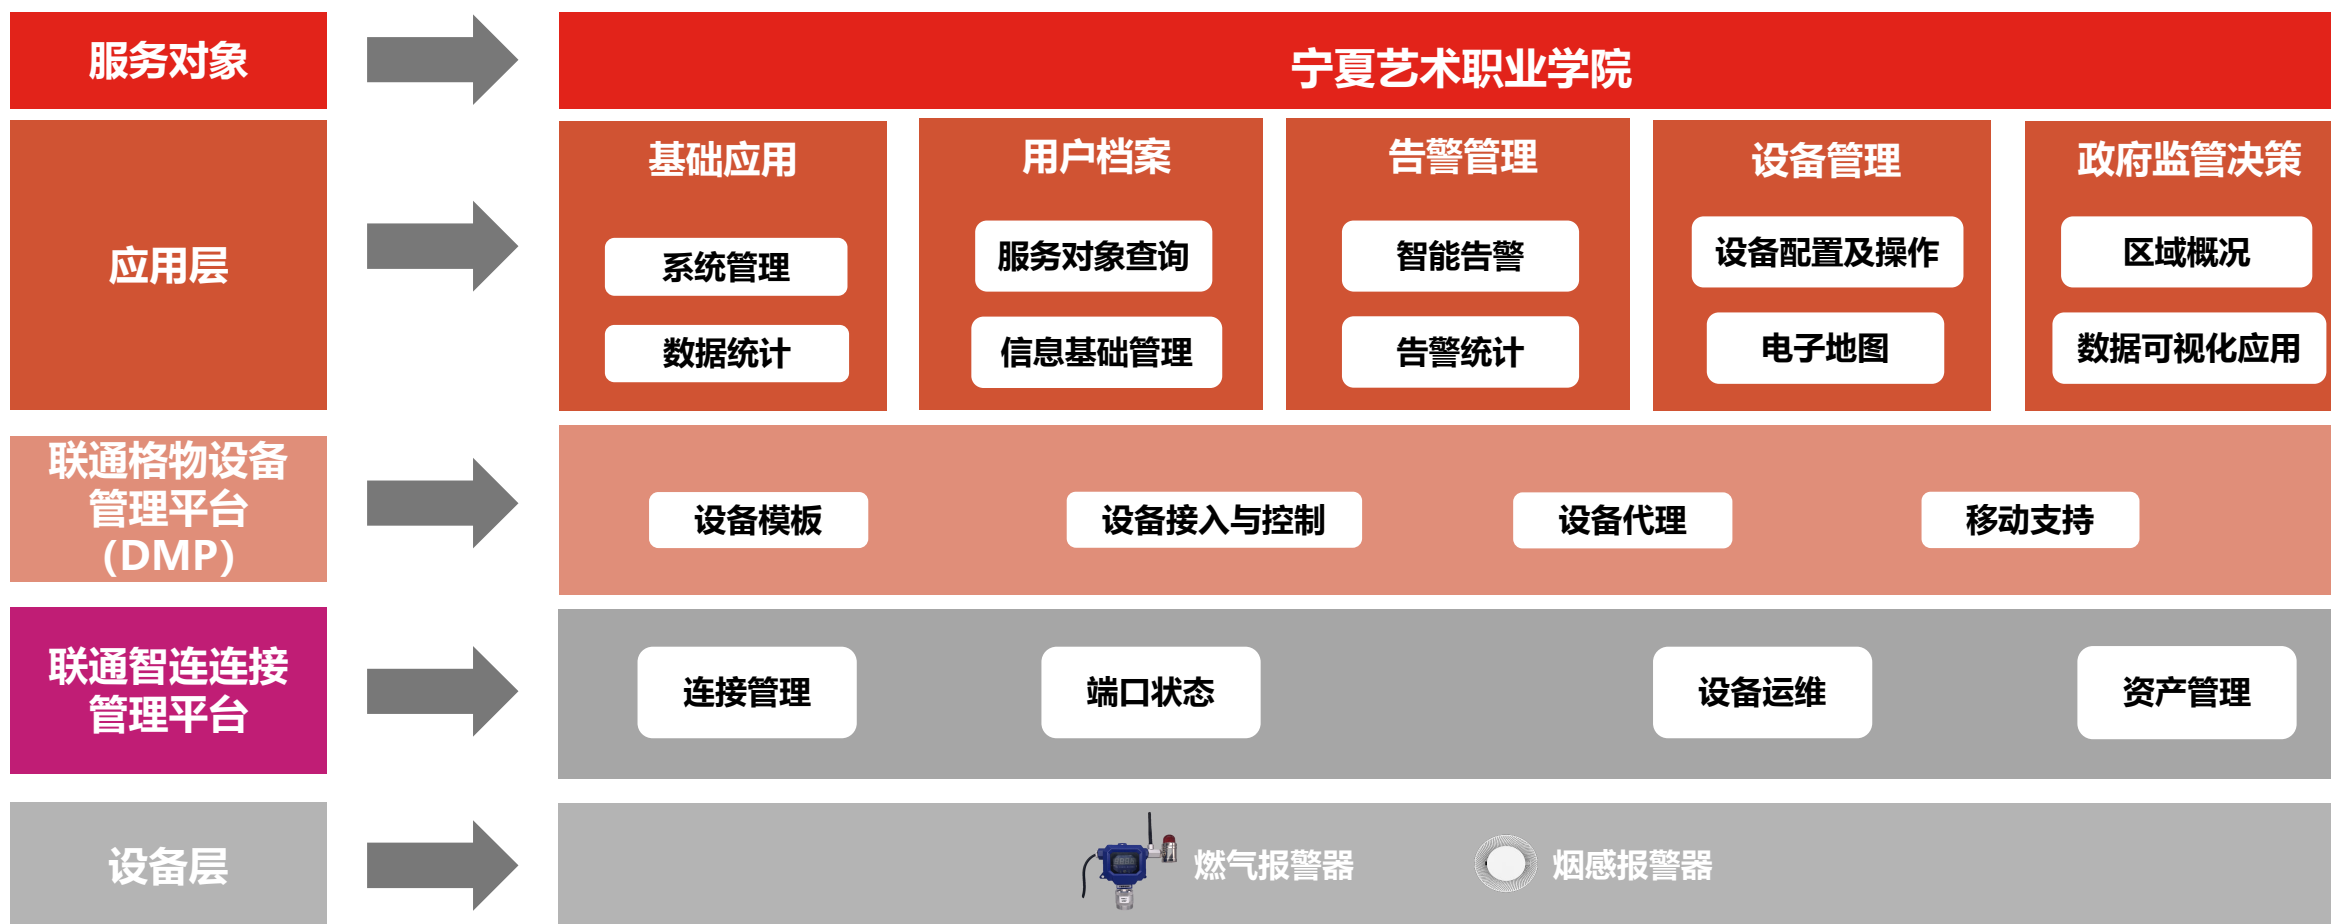 服务对象
宁夏艺术职业学院
应用层
基础应用
系统管理
数据统计
用户档案
服务对象查询
信息基础管理
告警管理
智能告警
告警统计
设备管理
设备配置及操作
电子地图
政府监管决策
区域概况
数据可视化应用
联通格物设备
管理平台
（DMP）
设备模板
设备接入与控制
设备代理
移动支持
联通智连连接
管理平台
连接管理
端口状态
设备运维
资产管理
设备层
燃气报警器
烟感报警器